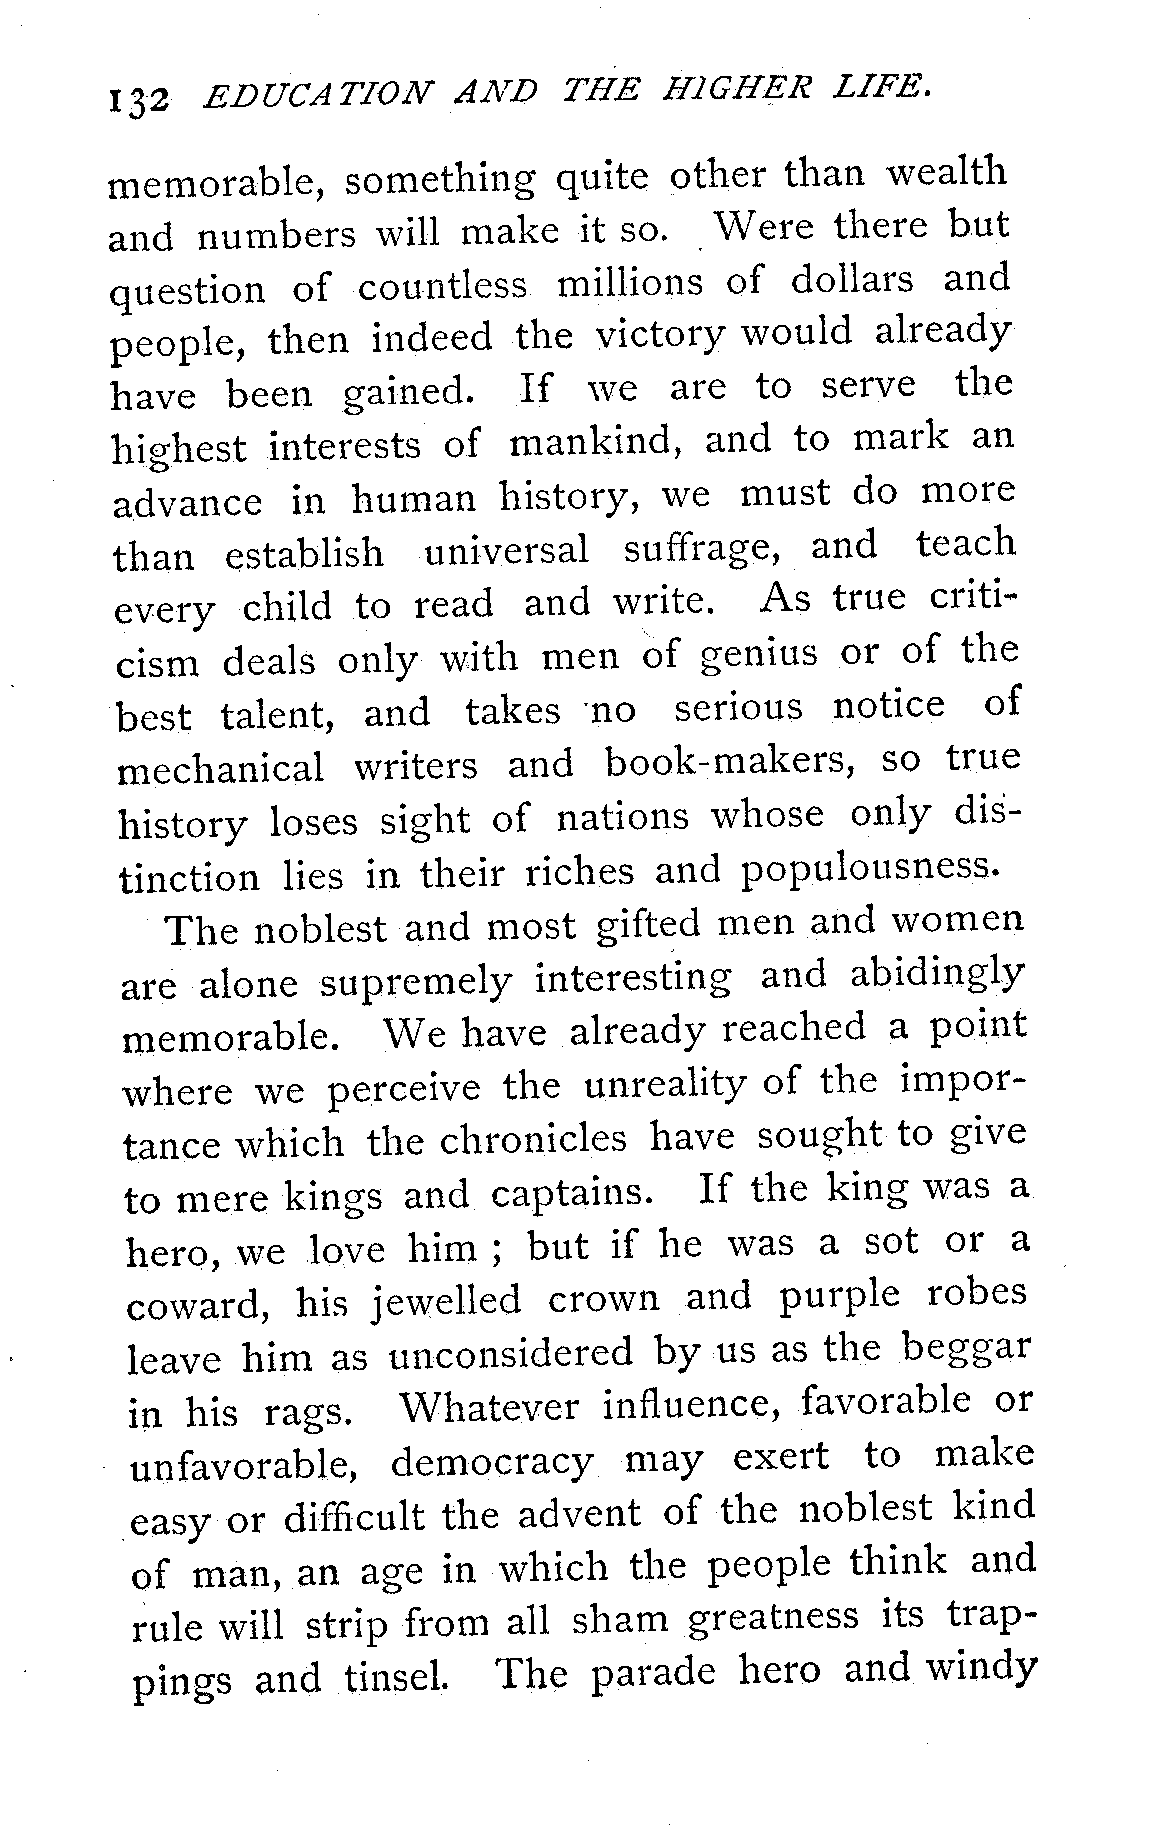 132 EDUCATION AND THE HIGHER LIFE.
memorable, something quite other than wealth
and numbers will make it so. Were there but
question of countless millions of dollars and
people, then indeed the victory would already
have been gained. If we are to serve the
highest interests of mankind, and to mark an
advance in human history, we must do more
than establish universal suffrage, and teach
every child to read and write. As true criti-
cism deals only with men of genius or of the
best talent, and takes no serious notice of
mechanical writers and book-makers, so true
history loses sight of nations whose only dis-
tinction lies in their riches and populousness.
The noblest and most gifted men and women
are alone supremely interesting and abidingly
memorable. We have already reached a point
where we perceive the unreality of the impor-
tance which the chronicles have sought to give
to mere kings and captains. If the king was a
hero, we love him ; but if he was a sot or a
coward, his jewelled crown and purple robes
leave him as unconsidered by us as the beggar
in his rags. Whatever influence, favorable or
unfavorable, democracy may exert to make
easy or difficult the advent of the noblest kind
of man, an age in which the people think and
rule will strip from all sham greatness its trap-
pings and tinsel. The parade hero and windy